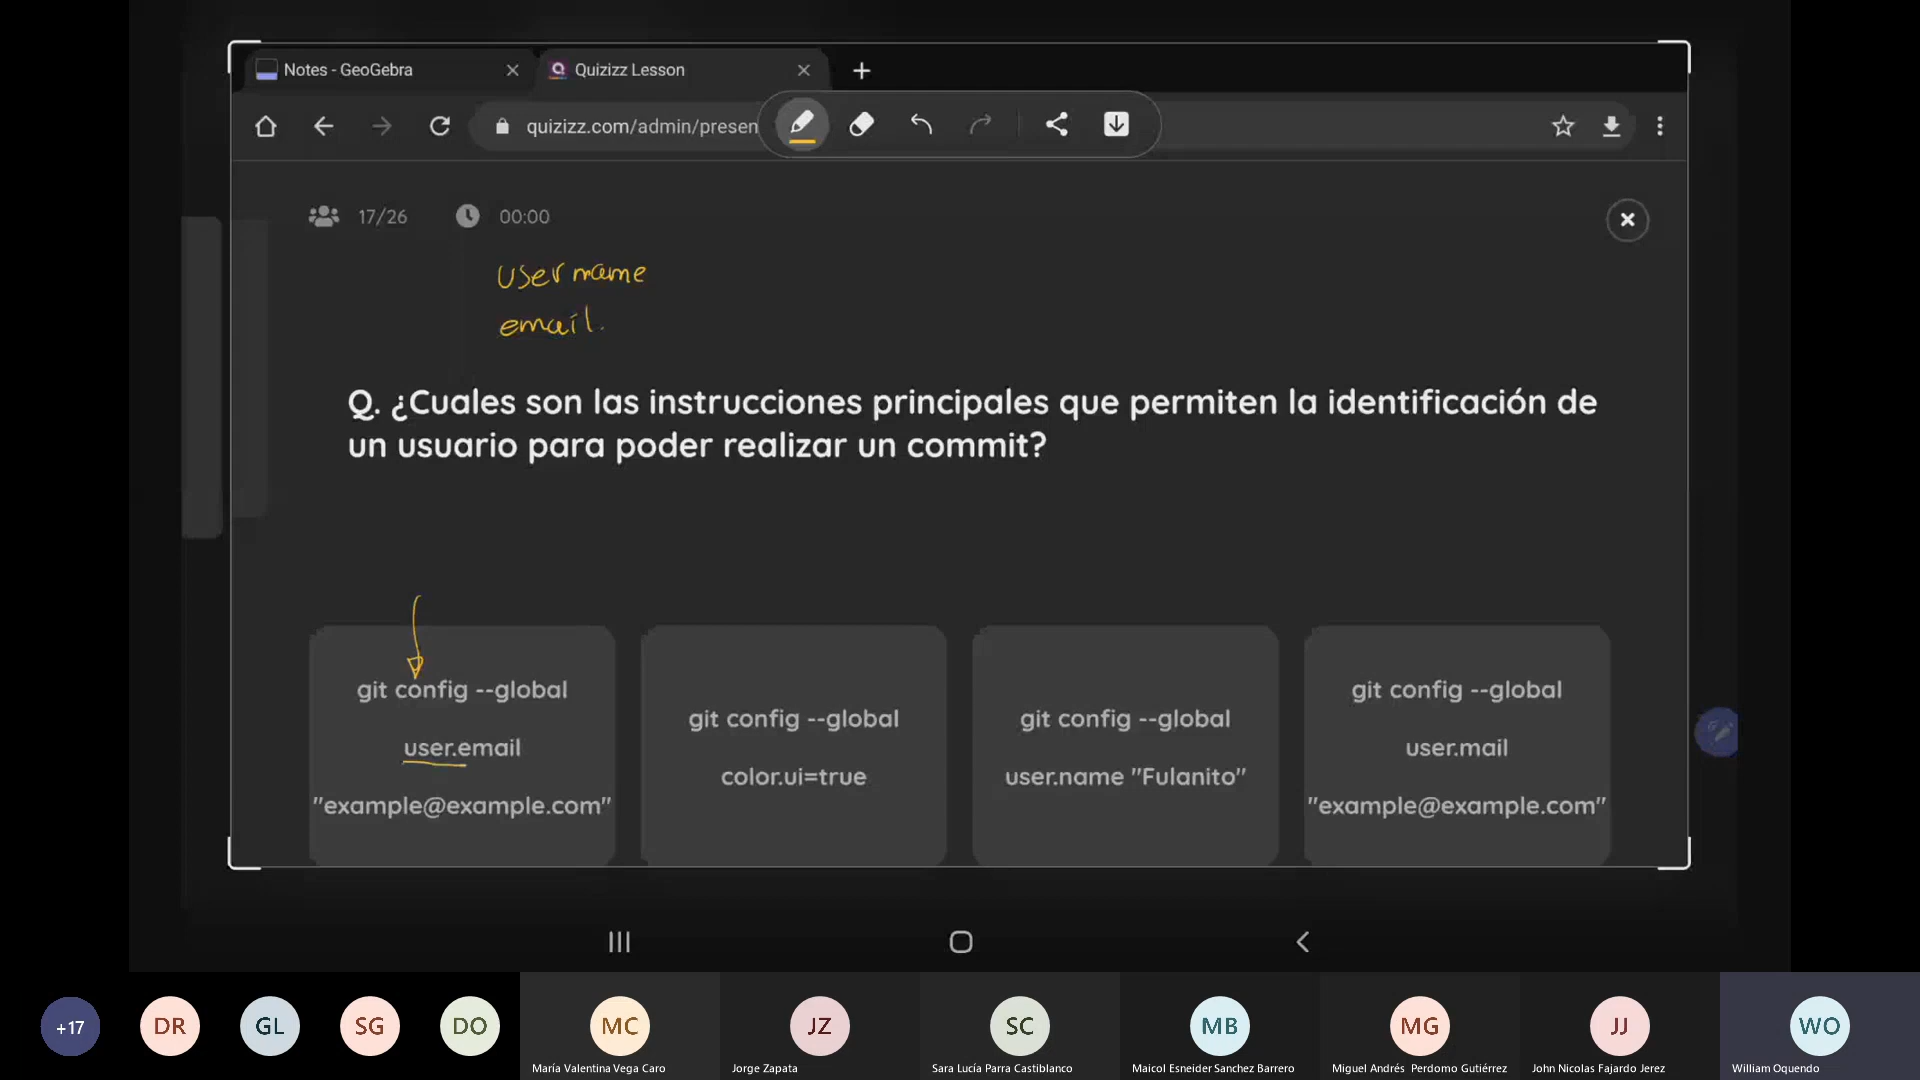 Notes - GeoGebra
Quizizz Lesson
quizizz.com/admin/presen
17/26
00:00
user name
email.
Q. ¿Cuales son las instrucciones principales que permiten la identificación de
un usuario para poder realizar un commit?
git config --global
user.email
"example@example.com"
git config --global
color.ui=true
git config --global
user.name "Fulanito"
git config --global
user.mail
"example@example.com"
+17
DR
GL
SG
DO
MC
María Valentina Vega Caro
JZ
Jorge Zapata
SC
Sara Lucía Parra Castiblanco
MB
Maicol Esneider Sanchez Barrero
MG
Miguel Andrés Perdomo Gutiérrez
JJ
John Nicolas Fajardo Jerez
WO
William Oquendo